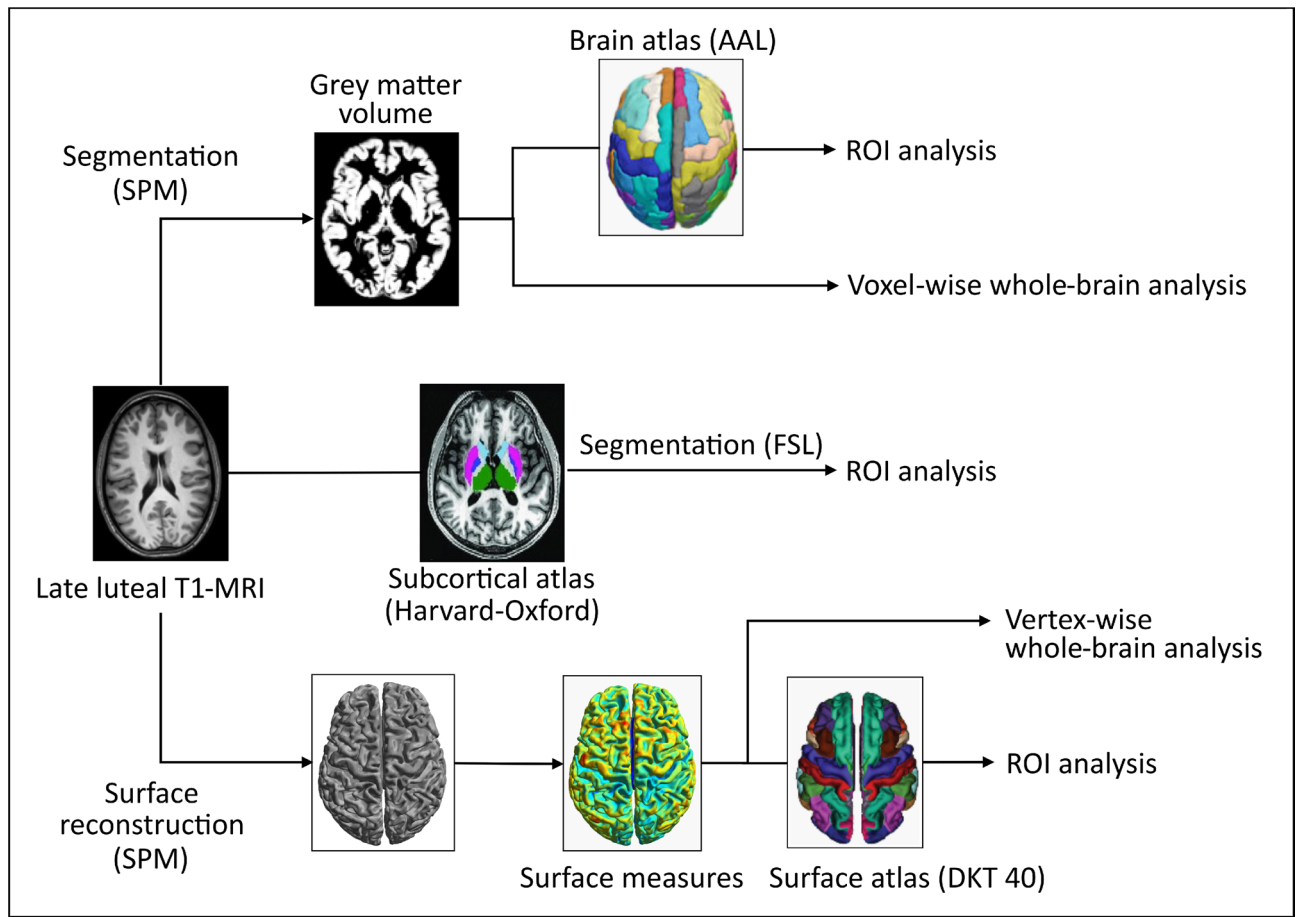 Brain atlas (AAL)
Grey matter
volume
Segmentation
(SPM)
ROI analysis
Voxel-wise whole-brain analysis
Segmentation (FSL)
ROI analysis
Late luteal T1-MRI
Subcortical atlas
(Harvard-Oxford)
Vertex-wise
whole-brain analysis
ROI analysis
Surface
reconstruction
(SPM)
Surface measures
Surface atlas (DKT 40)